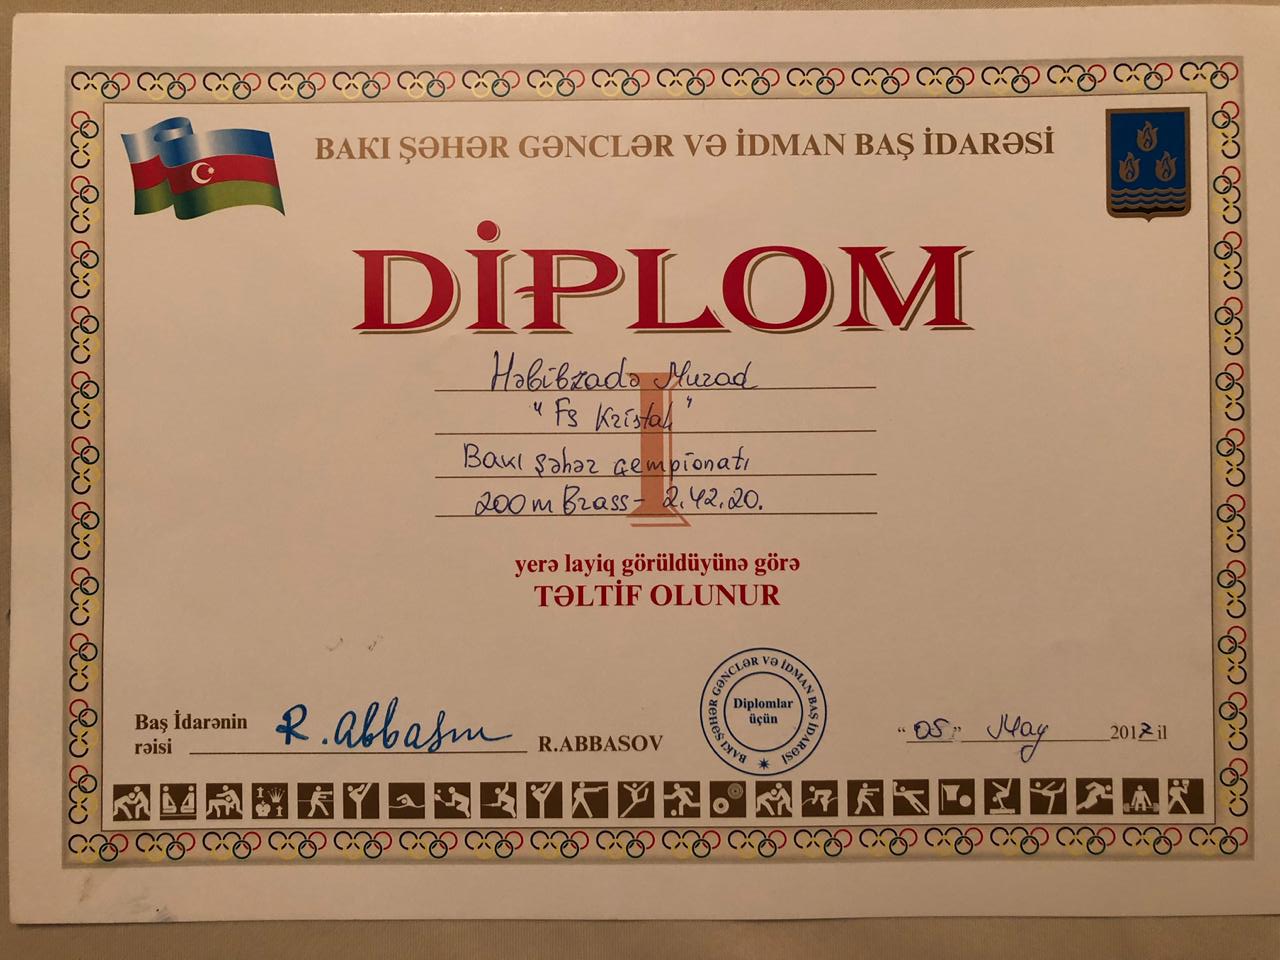 BAKI ŞƏHƏR GƏNCLƏR VƏ İDMAN BAŞ İDARƏSİ
DİPLOM
Həbibzadə Murad
"Fs Kristal"
I
Bakı şəhər çempionatı
200m Brass- 2.42.20.
yerə layiq görüldüyünə görə
TƏLTİF OLUNUR
Baş İdarənin
rəisi
R.Abbasov
R.ABBASOV
BAKI ŞƏHƏR GƏNCLƏR VƏ İDMAN BAŞ İDARƏSİ
Diplomlar
üçün
"05" May 2017 il